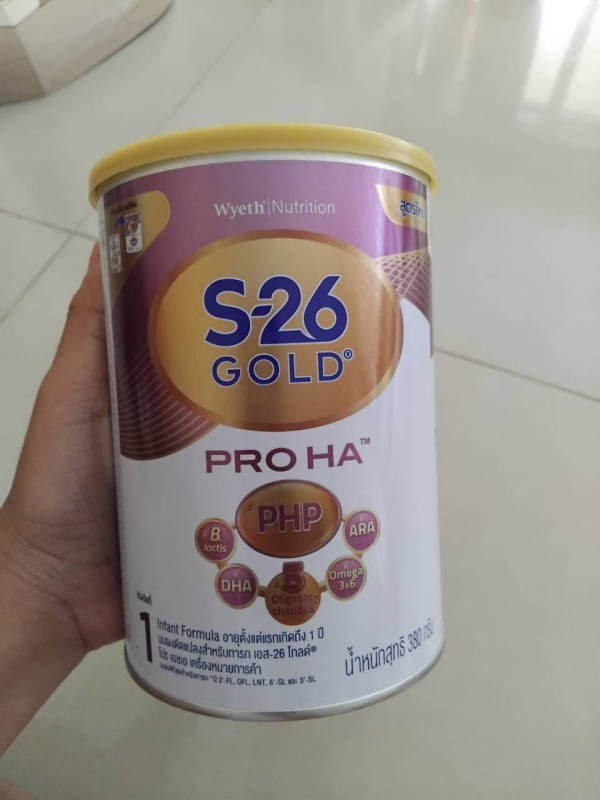 Wyeth® | Nutrition
S-26
GOLD®
PRO HA™
PHP
B.
lactis
ARA
DHA
5
Oligosac-
charides
Omega
3&6
1
Infant Formula อายุตั้งแต่แรกเกิดถึง 1 ปี
นมผงดัดแปลงสำหรับทารก เอส-26 โกลด์®
โปร เอชเอ เครื่องหมายการค้า
*มี 2'-FL, DFL, LNT, 6'-SL และ 3'-SL
น้ำหนักสุทธิ 380 กรัม